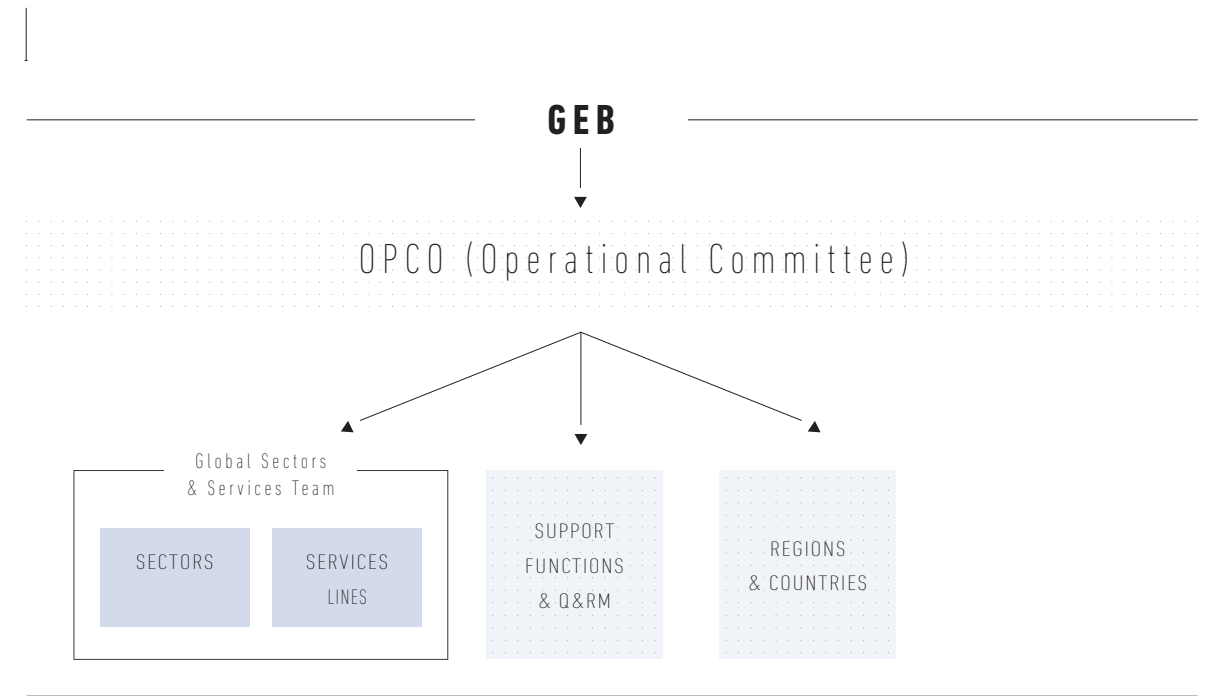 GEB
OPCO (Operational Committee)
Global Sectors
& Services Team
SECTORS
SERVICES
LINES
SUPPORT
FUNCTIONS
& Q&RM
REGIONS
& COUNTRIES